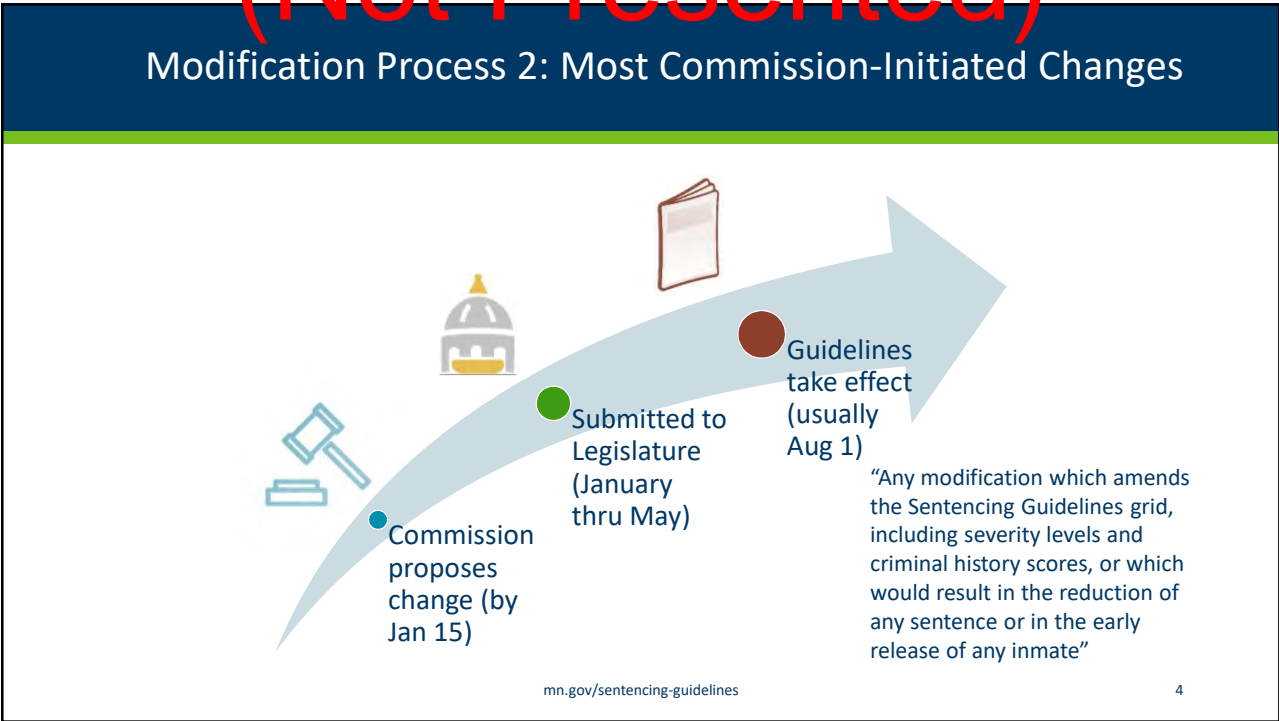 (Not Presented)
Modification Process 2: Most Commission-Initiated Changes
Commission
proposes
change (by
Jan 15)
Submitted to
Legislature
(January
thru May)
Guidelines
take effect
(usually
Aug 1)
“Any modification which amends
the Sentencing Guidelines grid,
including severity levels and
criminal history scores, or which
would result in the reduction of
any sentence or in the early
release of any inmate”
mn.gov/sentencing-guidelines
4